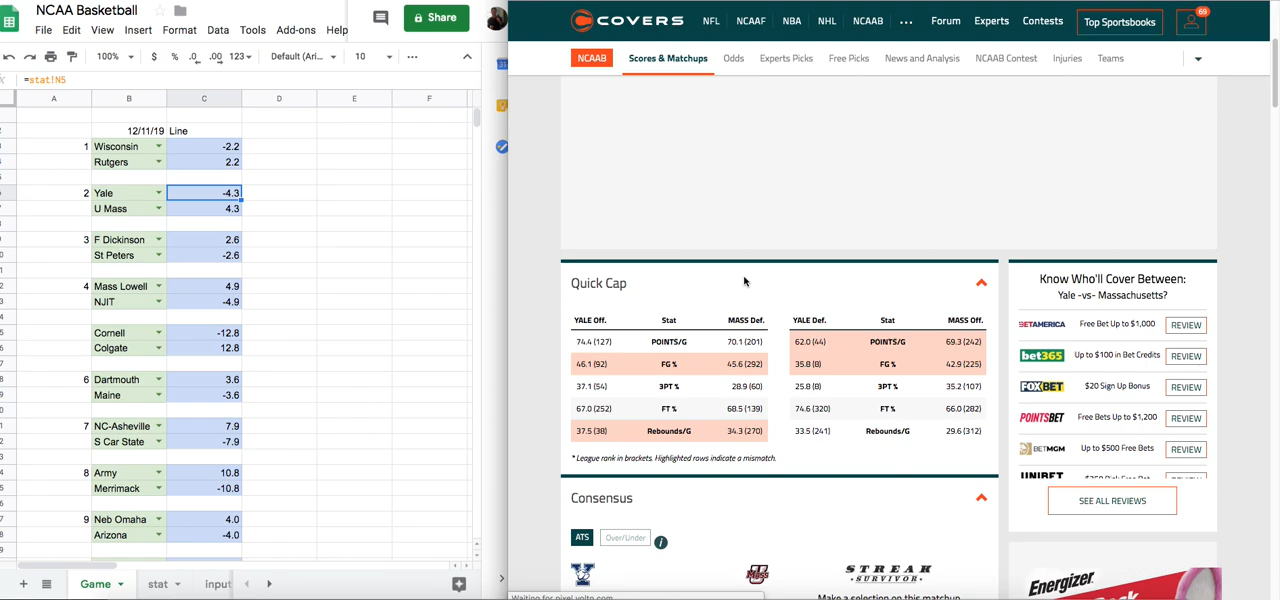 NCAA Basketball
File Edit View Insert Format Data Tools Add-ons Help
Share
100% $ % .0 .00 123 Default (Ari... 10
=stat!N5
A B C D E F
12/11/19 Line
1 Wisconsin -2.2
Rutgers 2.2
2 Yale -4.3
U Mass 4.3
3 F Dickinson 2.6
St Peters -2.6
4 Mass Lowell 4.9
NJIT -4.9
Cornell -12.8
Colgate 12.8
6 Dartmouth 3.6
Maine -3.6
7 NC-Asheville 7.9
S Car State -7.9
8 Army 10.8
Merrimack -10.8
9 Neb Omaha 4.0
Arizona -4.0
Game stat input
COVERS NFL NCAAF NBA NHL NCAAB ... Forum Experts Contests Top Sportsbooks 69
NCAAB Scores & Matchups Odds Experts Picks Free Picks News and Analysis NCAAB Contest Injuries Teams
Quick Cap
YALE Off. Stat MASS Def. YALE Def. Stat MASS Off.
74.4 (127) POINTS/G 70.1 (201) 62.0 (44) POINTS/G 69.3 (242)
46.1 (92) FG % 45.6 (292) 35.8 (8) FG % 42.9 (225)
37.1 (54) 3PT % 28.9 (60) 25.8 (8) 3PT % 35.2 (107)
67.0 (252) FT % 68.5 (139) 74.6 (320) FT % 66.0 (282)
37.5 (38) Rebounds/G 34.3 (270) 33.5 (241) Rebounds/G 29.6 (312)
* League rank in brackets. Highlighted rows indicate a mismatch.
Consensus
ATS Over/Under i
STREAK
SURVIVOR
Make a selection on this matchup
Know Who'll Cover Between:
Yale -vs- Massachusetts?
BETAMERICA Free Bet Up to $1,000 REVIEW
bet365 Up to $100 in Bet Credits REVIEW
FOXBET $20 Sign Up Bonus REVIEW
POINTSBET Free Bets Up to $1,200 REVIEW
BETMGM Up to $500 Free Bets REVIEW
UNIBET
SEE ALL REVIEWS
Energizer.